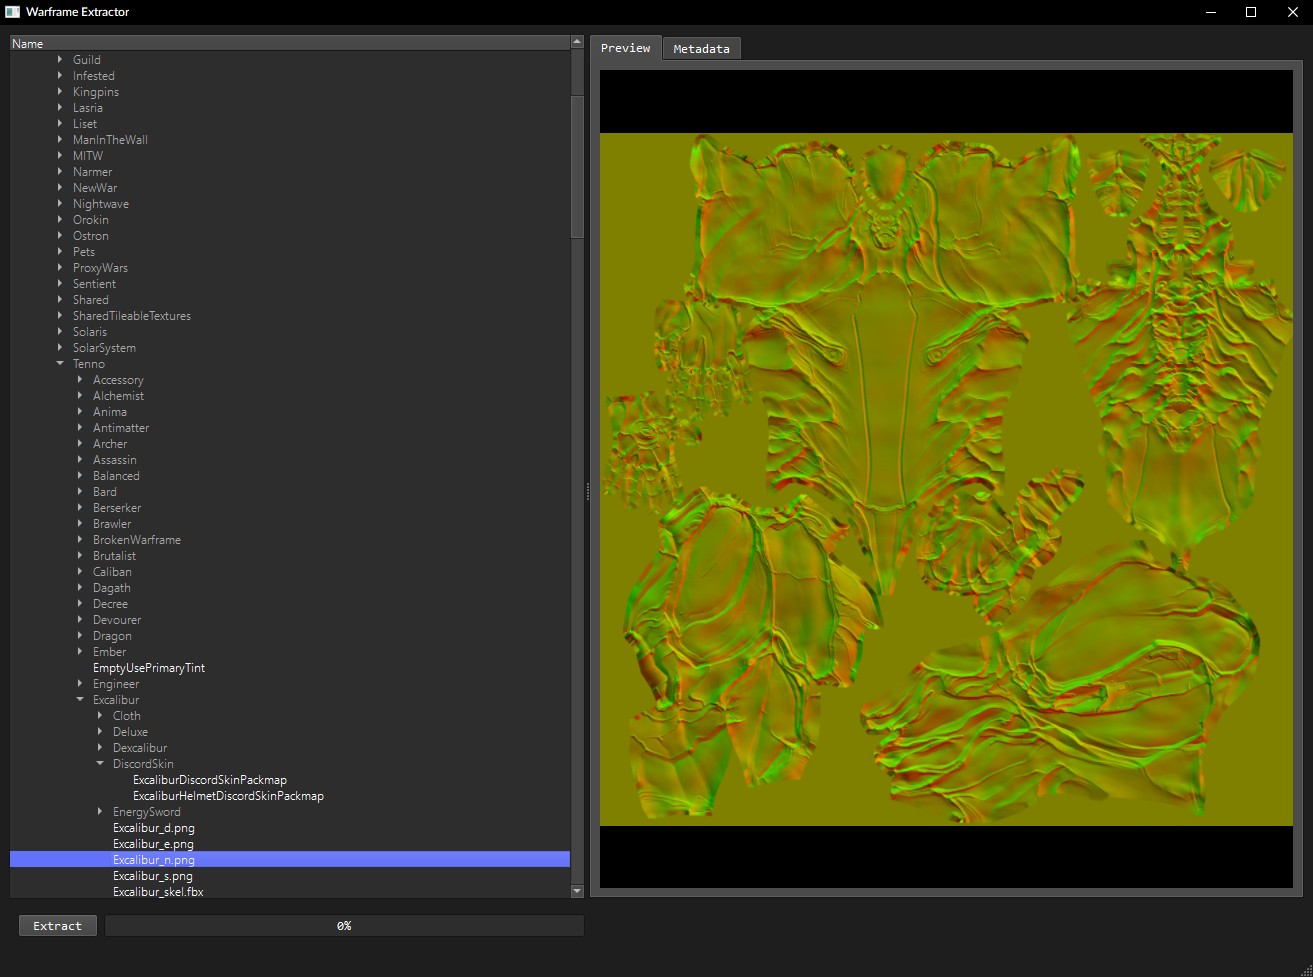 Warframe Extractor
Name
Guild
Infested
Kingpins
Lasria
Liset
ManInTheWall
MITW
Narmer
NewWar
Nightwave
Orokin
Ostron
Pets
ProxyWars
Sentient
Shared
SharedTileableTextures
Solaris
SolarSystem
Tenno
Accessory
Alchemist
Anima
Antimatter
Archer
Assassin
Balanced
Bard
Berserker
Brawler
BrokenWarframe
Brutalist
Caliban
Dagath
Decree
Devourer
Dragon
Ember
EmptyUsePrimaryTint
Engineer
Excalibur
Cloth
Deluxe
Dexcalibur
DiscordSkin
ExcaliburDiscordSkinPackmap
ExcaliburHelmetDiscordSkinPackmap
EnergySword
Excalibur_d.png
Excalibur_e.png
Excalibur_n.png
Excalibur_s.png
Excalibur_skel.fbx
Extract
0%
Preview
Metadata